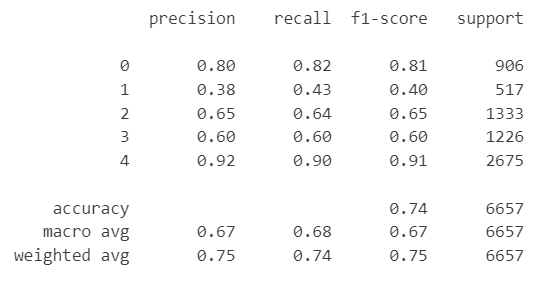 precision recall f1-score support
0 0.80 0.82 0.81 906
1 0.38 0.43 0.40 517
2 0.65 0.64 0.65 1333
3 0.60 0.60 0.60 1226
4 0.92 0.90 0.91 2675
accuracy 0.74 6657
macro avg 0.67 0.68 0.67 6657
weighted avg 0.75 0.74 0.75 6657